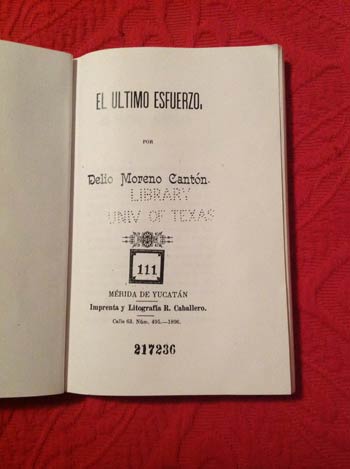 EL ULTIMO ESFUERZO,
POR
Delio Moreno Cantón.
LIBRARY
UNIV OF TEXAS
111
MÉRIDA DE YUCATÁN
Imprenta y Litografía R. Caballero.
Calle 63. Núm. 495.—1896.
217236